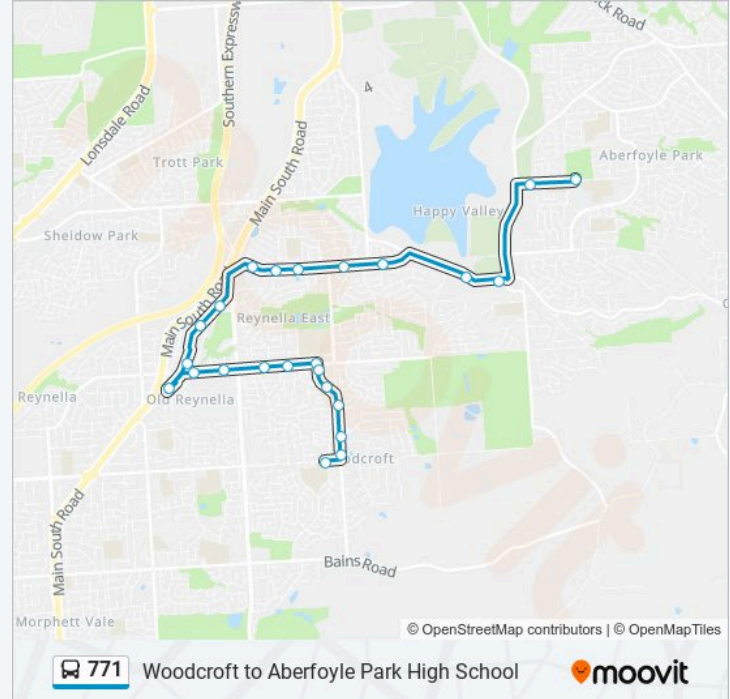 ck Road
Southern Expressw
Lonsdale Road
4
Trott Park
Main South Road
Aberfoyle Park
Happy Valley
Sheidow Park
Main South Road
Reynella East
Reynella
Old Reynella
odcroft
Main South Road
Bains Road
Morphett Vale
© OpenStreetMap contributors | © OpenMapTiles
771 Woodcroft to Aberfoyle Park High School
moovit